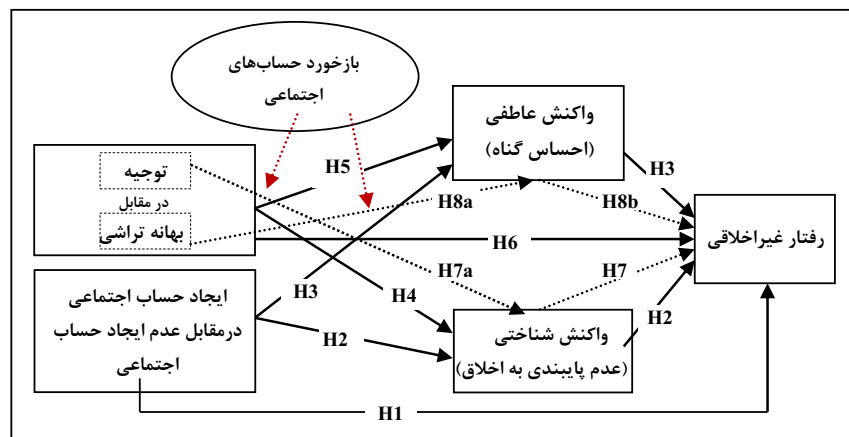 بازخورد حساب‌های
اجتماعی
واکنش عاطفی
(احساس گناه)
توجیه
در مقابل
بهانه تراشی
H5
H3
H8a
H8b
H6
رفتار غیراخلاقی
H3
H7a
H7
H4
ایجاد حساب اجتماعی
درمقابل عدم ایجاد حساب
اجتماعی
H2
واکنش شناختی
(عدم پایبندی به اخلاق)
H2
H1